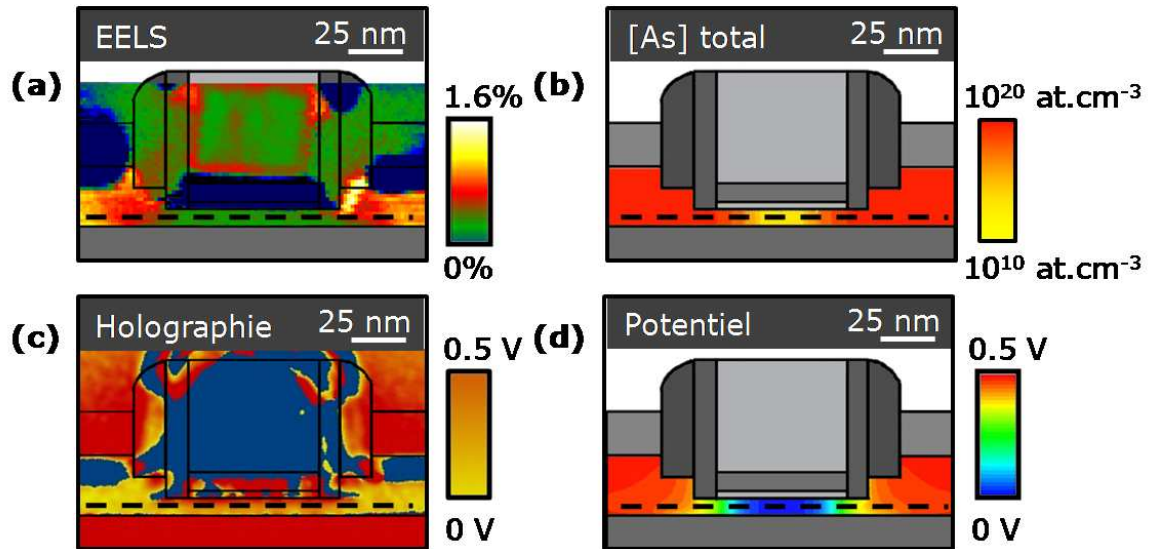 EELS 25 nm
(a)
1.6%
0%
[As] total 25 nm
(b)
10²⁰ at.cm⁻³
10¹⁰ at.cm⁻³
Holographie 25 nm
(c)
0.5 V
0 V
Potentiel 25 nm
(d)
0.5 V
0 V